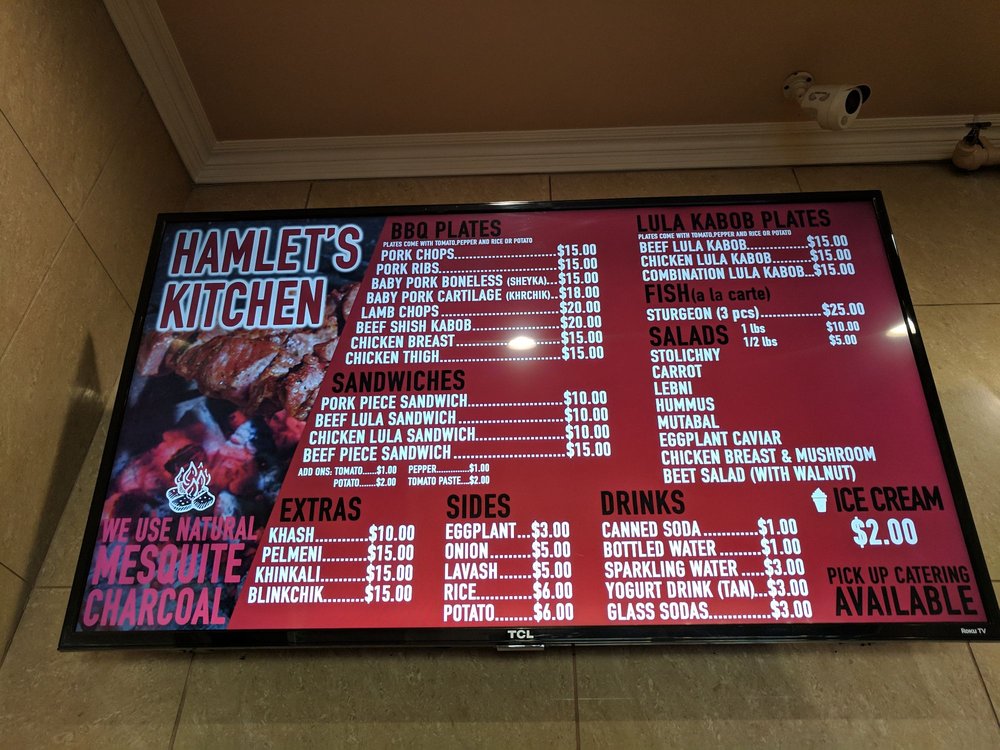 HAMLET'S
KITCHEN
WE USE NATURAL
MESQUITE
CHARCOAL
BBQ PLATES
PLATES COME WITH TOMATO,PEPPER AND RICE OR POTATO
PORK CHOPS...$15.00
PORK RIBS...$15.00
BABY PORK BONELESS (SHEYKA)...$15.00
BABY PORK CARTILAGE (KHRCHIK)...$18.00
LAMB CHOPS...$20.00
BEEF SHISH KABOB...$20.00
CHICKEN BREAST...$15.00
CHICKEN THIGH...$15.00
SANDWICHES
PORK PIECE SANDWICH...$10.00
BEEF LULA SANDWICH...$10.00
CHICKEN LULA SANDWICH...$10.00
BEEF PIECE SANDWICH...$15.00
ADD ONS: TOMATO......$1.00 PEPPER...$1.00
POTATO.......$2.00 TOMATO PASTE....$2.00
EXTRAS
KHASH...$10.00
PELMENI...$15.00
KHINKALI...$15.00
BLINKCHIK...$15.00
SIDES
EGGPLANT...$3.00
ONION...$5.00
LAVASH...$5.00
RICE...$6.00
POTATO...$6.00
LULA KABOB PLATES
PLATES COME WITH TOMATO,PEPPER AND RICE OR POTATO
BEEF LULA KABOB...$15.00
CHICKEN LULA KABOB...$15.00
COMBINATION LULA KABOB...$15.00
FISH (a la carte)
STURGEON (3 pcs)...$25.00
SALADS 1 lbs $10.00
1/2 lbs $5.00
STOLICHNY
CARROT
LEBNI
HUMMUS
MUTABAL
EGGPLANT CAVIAR
CHICKEN BREAST & MUSHROOM
BEET SALAD (WITH WALNUT)
DRINKS
CANNED SODA...$1.00
BOTTLED WATER...$1.00
SPARKLING WATER...$3.00
YOGURT DRINK (TAN)...$3.00
GLASS SODAS...$3.00
ICE CREAM
$2.00
PICK UP CATERING
AVAILABLE
TCL
Roku TV